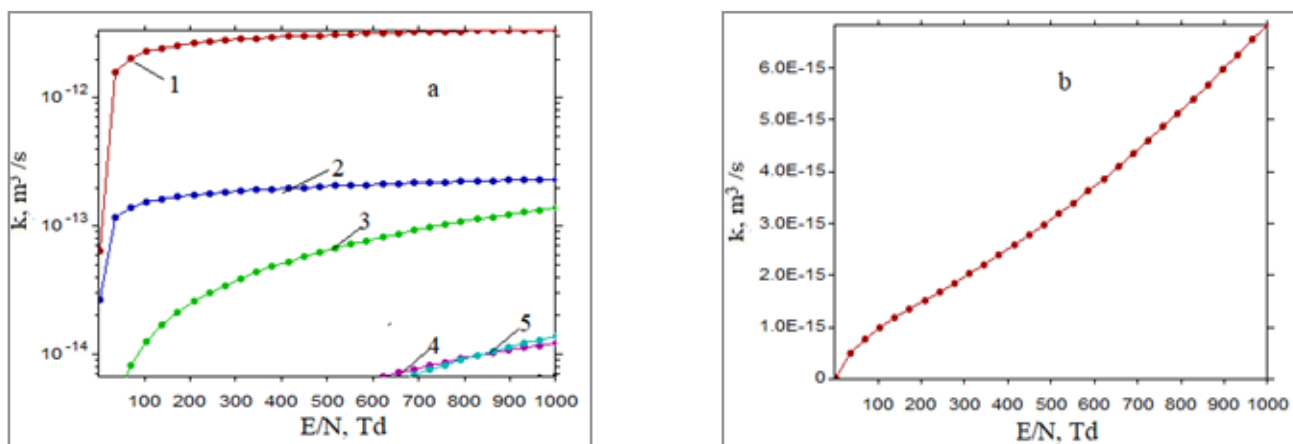 a
1
2
3
4
5
10⁻¹²
10⁻¹³
10⁻¹⁴
k, m³ /s
100 200 300 400 500 600 700 800 900 1000
E/N, Td
b
6.0E-15
5.0E-15
4.0E-15
3.0E-15
2.0E-15
1.0E-15
0
k, m³ /s
100 200 300 400 500 600 700 800 900 1000
E/N, Td